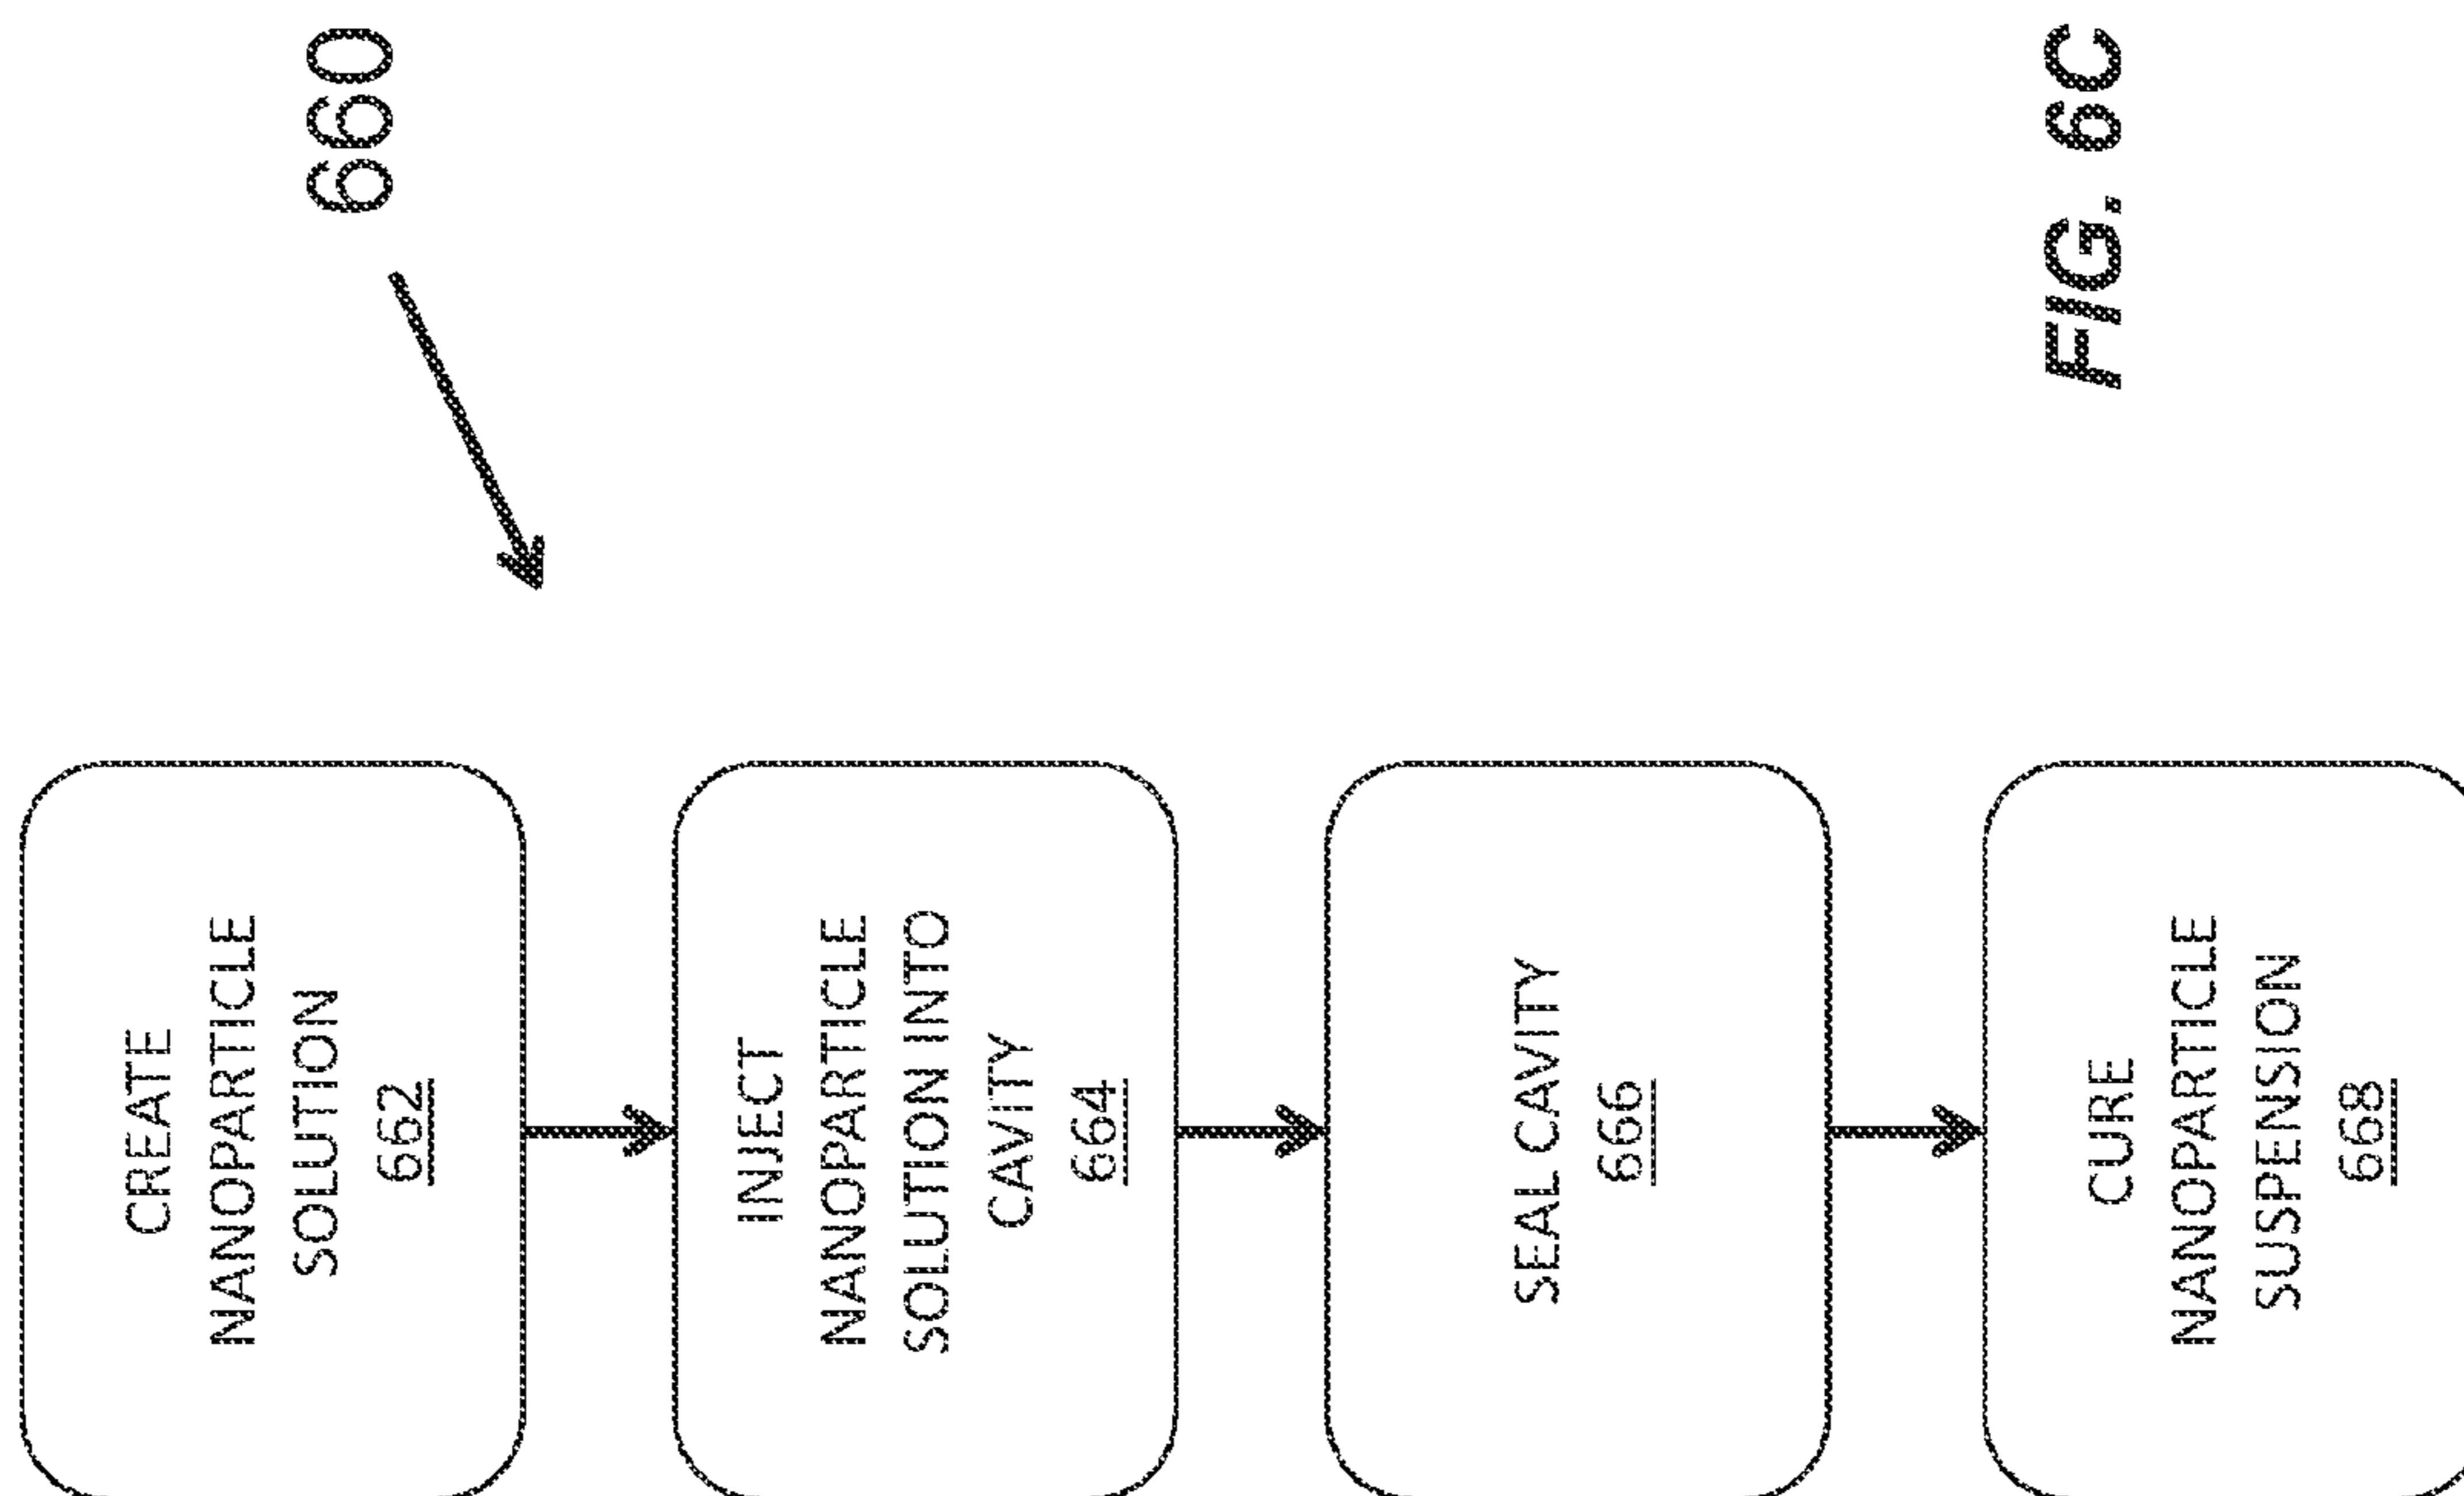 660
CREATE
NANOPARTICLE
SOLUTION
662
INJECT
NANOPARTICLE
SOLUTION INTO
CAVITY
664
SEAL CAVITY
666
CURE
NANOPARTICLE
SUSPENSION
668
FIG. 6C